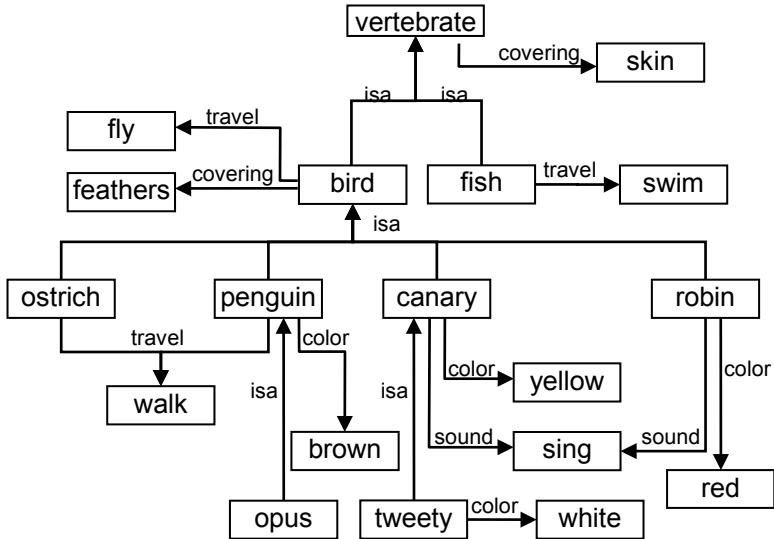 vertebrate
covering
skin
isa
isa
fly
travel
feathers
covering
bird
fish
travel
swim
isa
ostrich
penguin
canary
robin
travel
color
isa
isa
color
yellow
color
walk
brown
sound
sing
sound
red
opus
tweety
color
white